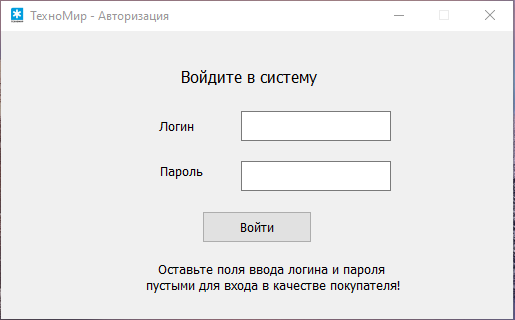 ТехноМир - Авторизация
Войдите в систему
Логин
Пароль
Войти
Оставьте поля ввода логина и пароля
пустыми для входа в качестве покупателя!